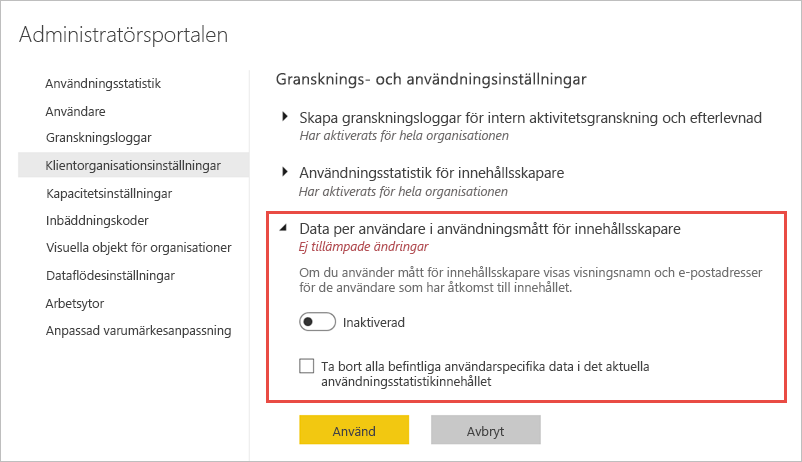 Administratörsportalen
Användningsstatistik
Användare
Granskningsloggar
Klientorganisationsinställningar
Kapacitetsinställningar
Inbäddningskoder
Visuella objekt för organisationer
Dataflödesinställningar
Arbetsytor
Anpassad varumärkesanpassning
Gransknings- och användningsinställningar
Skapa granskningsloggar för intern aktivitetsgranskning och efterlevnad
Har aktiverats för hela organisationen
Användningsstatistik för innehållsskapare
Har aktiverats för hela organisationen
Data per användare i användningsmått för innehållsskapare
Ej tillämpade ändringar
Om du använder mått för innehållsskapare visas visningsnamn och e-postadresser
för de användare som har åtkomst till innehållet.
Inaktiverad
Ta bort alla befintliga användarspecifika data i det aktuella
användningsstatistikinnehållet
Använd
Avbryt